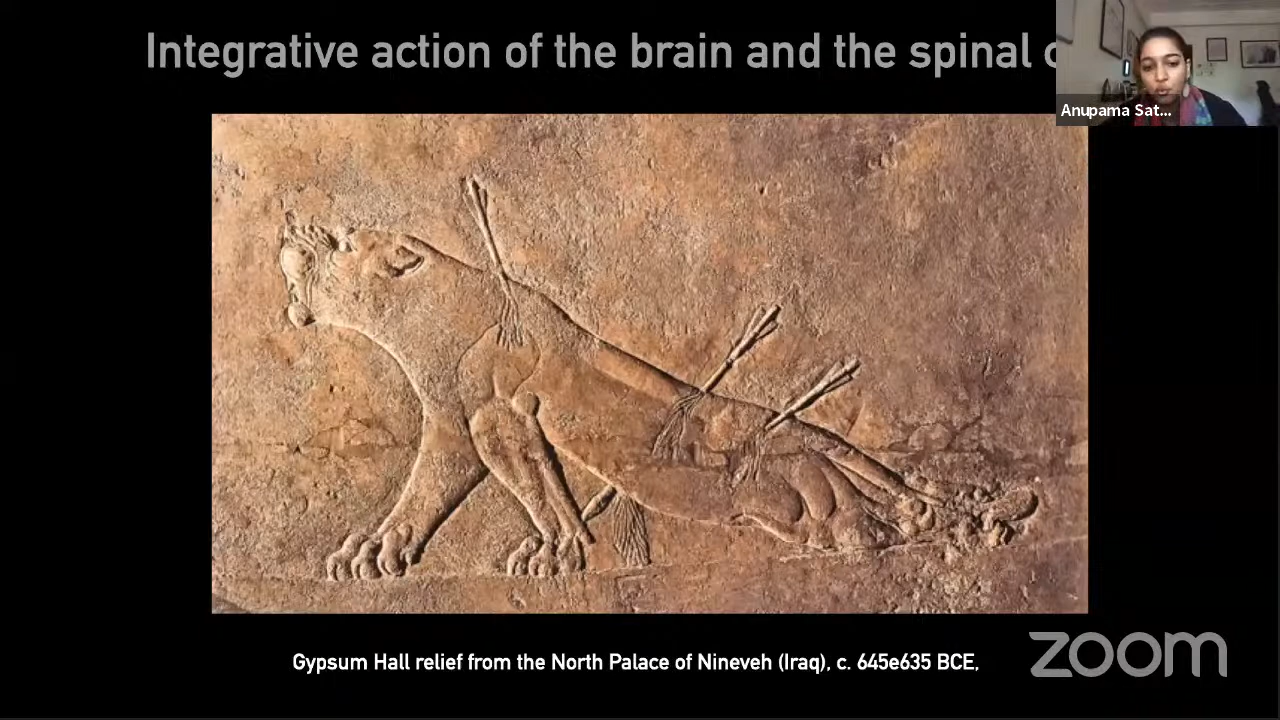 Integrative action of the brain and the spinal c
Anupama Sat...
Gypsum Hall relief from the North Palace of Nineveh (Iraq), c. 645e635 BCE,
zoom